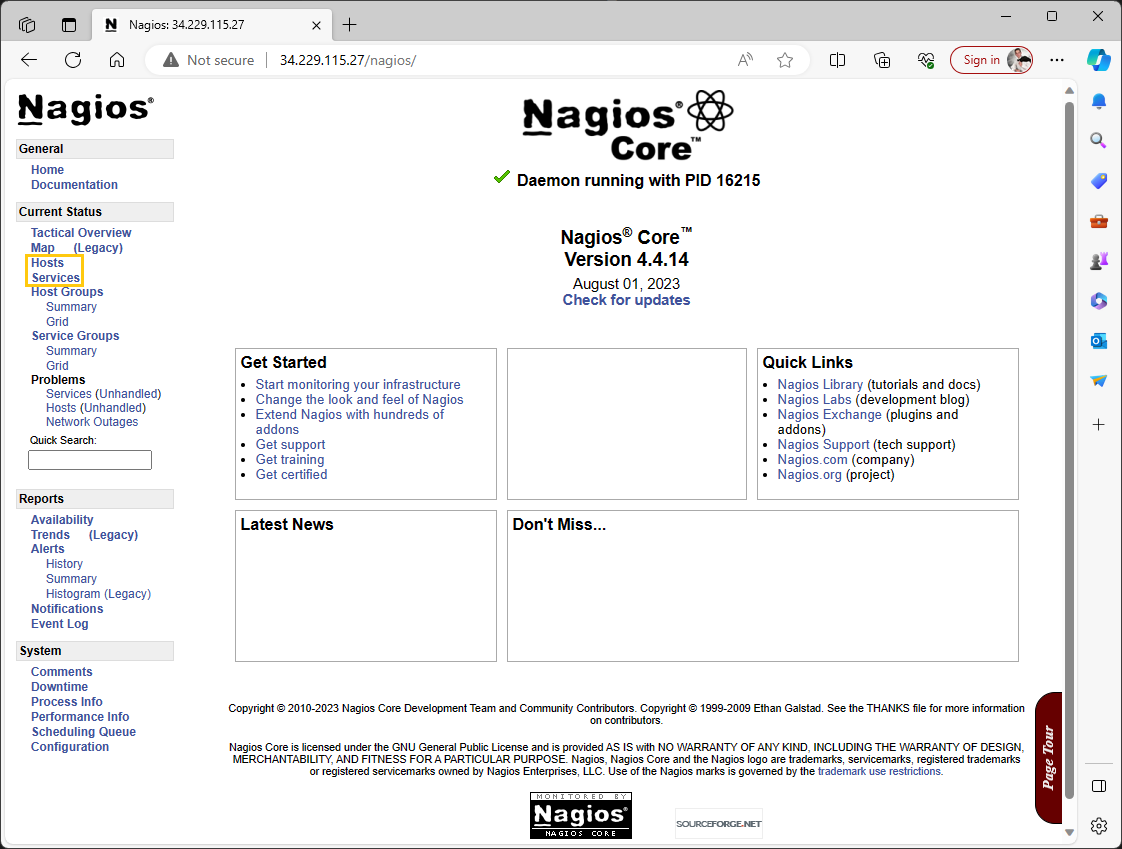 Nagios: 34.229.115.27
Not secure
34.229.115.27/nagios/
Sign in
Nagios®
General
Home
Documentation
Current Status
Tactical Overview
Map (Legacy)
Hosts
Services
Host Groups
Summary
Grid
Service Groups
Summary
Grid
Problems
Services (Unhandled)
Hosts (Unhandled)
Network Outages
Quick Search:
Reports
Availability
Trends (Legacy)
Alerts
History
Summary
Histogram (Legacy)
Notifications
Event Log
System
Comments
Downtime
Process Info
Performance Info
Scheduling Queue
Configuration
Nagios®
Core™
Daemon running with PID 16215
Nagios® Core™
Version 4.4.14
August 01, 2023
Check for updates
Get Started
Start monitoring your infrastructure
Change the look and feel of Nagios
Extend Nagios with hundreds of
addons
Get support
Get training
Get certified
Quick Links
Nagios Library (tutorials and docs)
Nagios Labs (development blog)
Nagios Exchange (plugins and
addons)
Nagios Support (tech support)
Nagios.com (company)
Nagios.org (project)
Latest News
Don't Miss...
Copyright © 2010-2023 Nagios Core Development Team and Community Contributors. Copyright © 1999-2009 Ethan Galstad. See the THANKS file for more information
on contributors.
Nagios Core is licensed under the GNU General Public License and is provided AS IS with NO WARRANTY OF ANY KIND, INCLUDING THE WARRANTY OF DESIGN,
MERCHANTABILITY, AND FITNESS FOR A PARTICULAR PURPOSE. Nagios, Nagios Core and the Nagios logo are trademarks, servicemarks, registered trademarks
or registered servicemarks owned by Nagios Enterprises, LLC. Use of the Nagios marks is governed by the trademark use restrictions.
MONITORED BY
Nagios®
NAGIOS CORE
SOURCEFORGE.NET
Page Tour